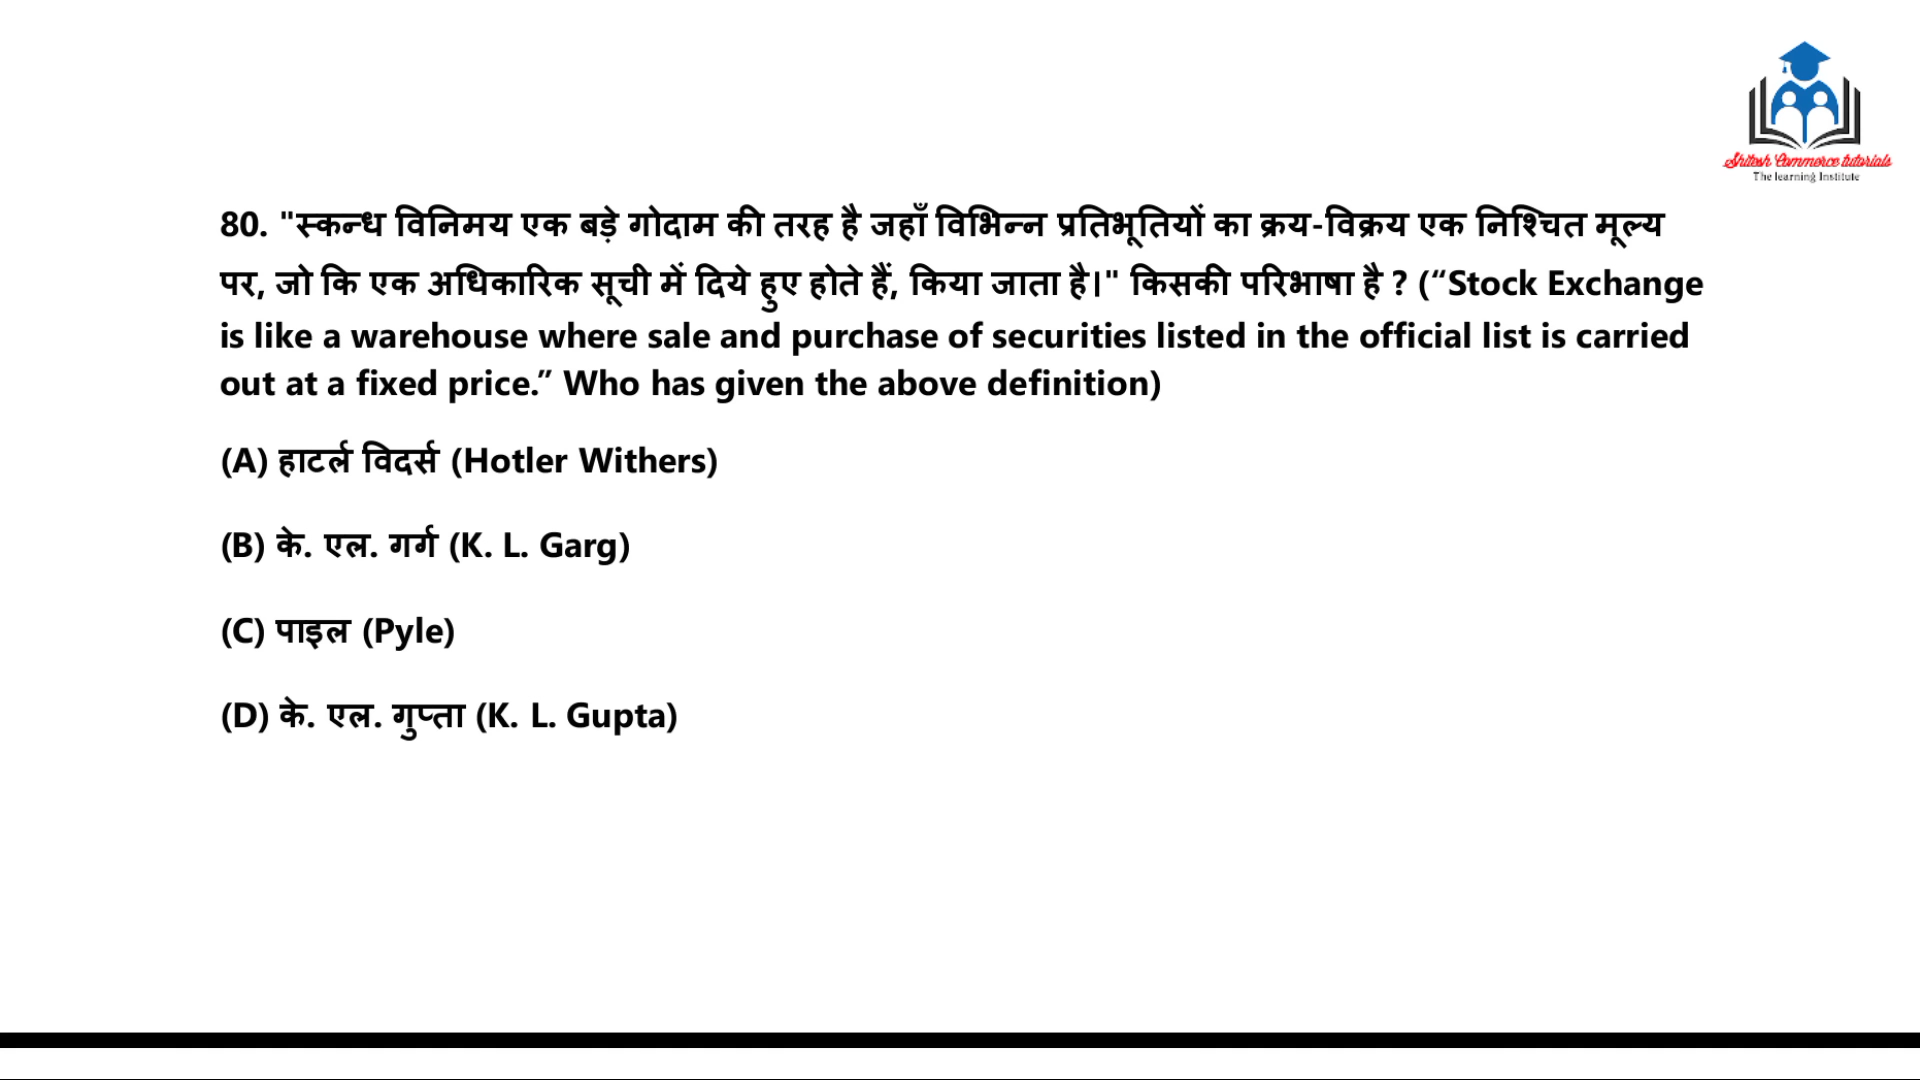 Shitesh Commerce tutorials
The learning Institute
80. "स्कन्ध विनिमय एक बड़े गोदाम की तरह है जहाँ विभिन्न प्रतिभूतियों का क्रय-विक्रय एक निश्चित मूल्य
पर, जो कि एक अधिकारिक सूची में दिये हुए होते हैं, किया जाता है।" किसकी परिभाषा है ? (“Stock Exchange
is like a warehouse where sale and purchase of securities listed in the official list is carried
out at a fixed price.” Who has given the above definition)
(A) हाटर्ल विदर्स (Hotler Withers)
(B) के. एल. गर्ग (K. L. Garg)
(C) पाइल (Pyle)
(D) के. एल. गुप्ता (K. L. Gupta)